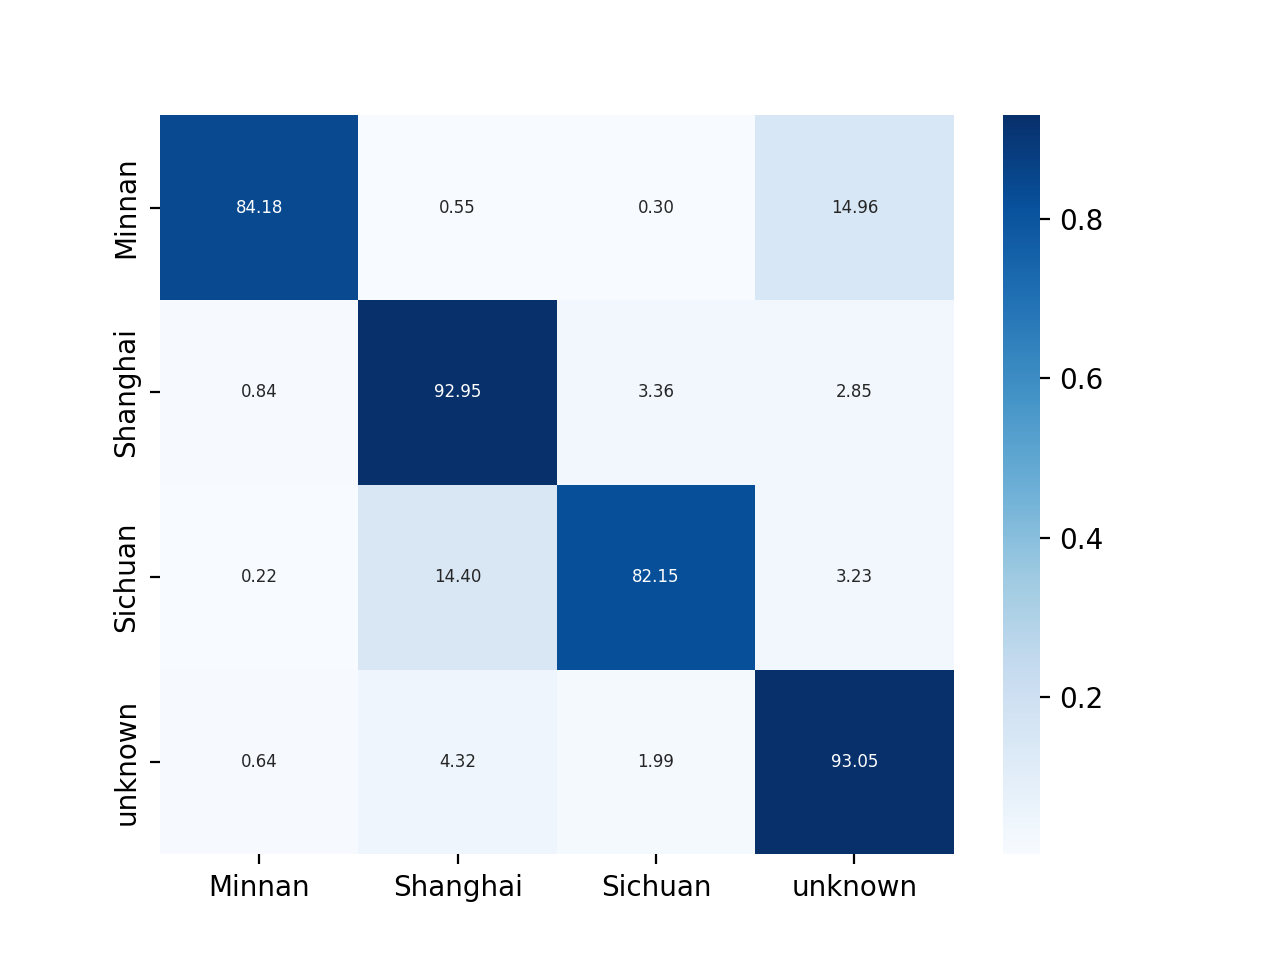 Minnan 84.18 0.55 0.30 14.96
Shanghai 0.84 92.95 3.36 2.85
Sichuan 0.22 14.40 82.15 3.23
unknown 0.64 4.32 1.99 93.05
Minnan Shanghai Sichuan unknown
0.8
0.6
0.4
0.2